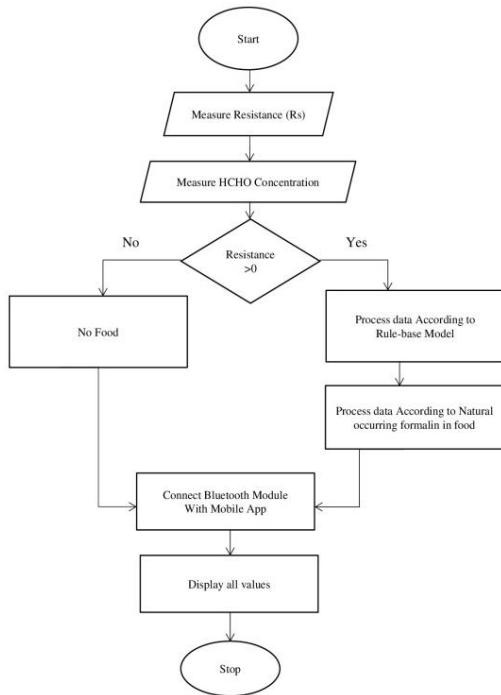 Start
Measure Resistance (Rs)
Measure HCHO Concentration
No
Yes
Resistance
>0
No Food
Process data According to
Rule-base Model
Process data According to Natural
occurring formalin in food
Connect Bluetooth Module
With Mobile App
Display all values
Stop